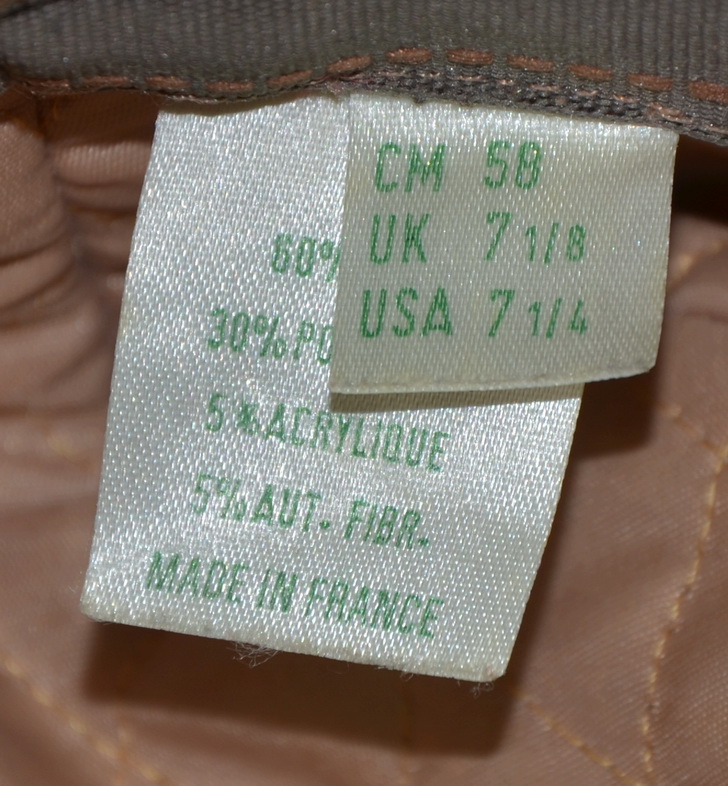 CM 58
UK 7 1/8
USA 7 1/4
60%
30%
5%ACRYLIQUE
5%AUT. FIBR.
MADE IN FRANCE